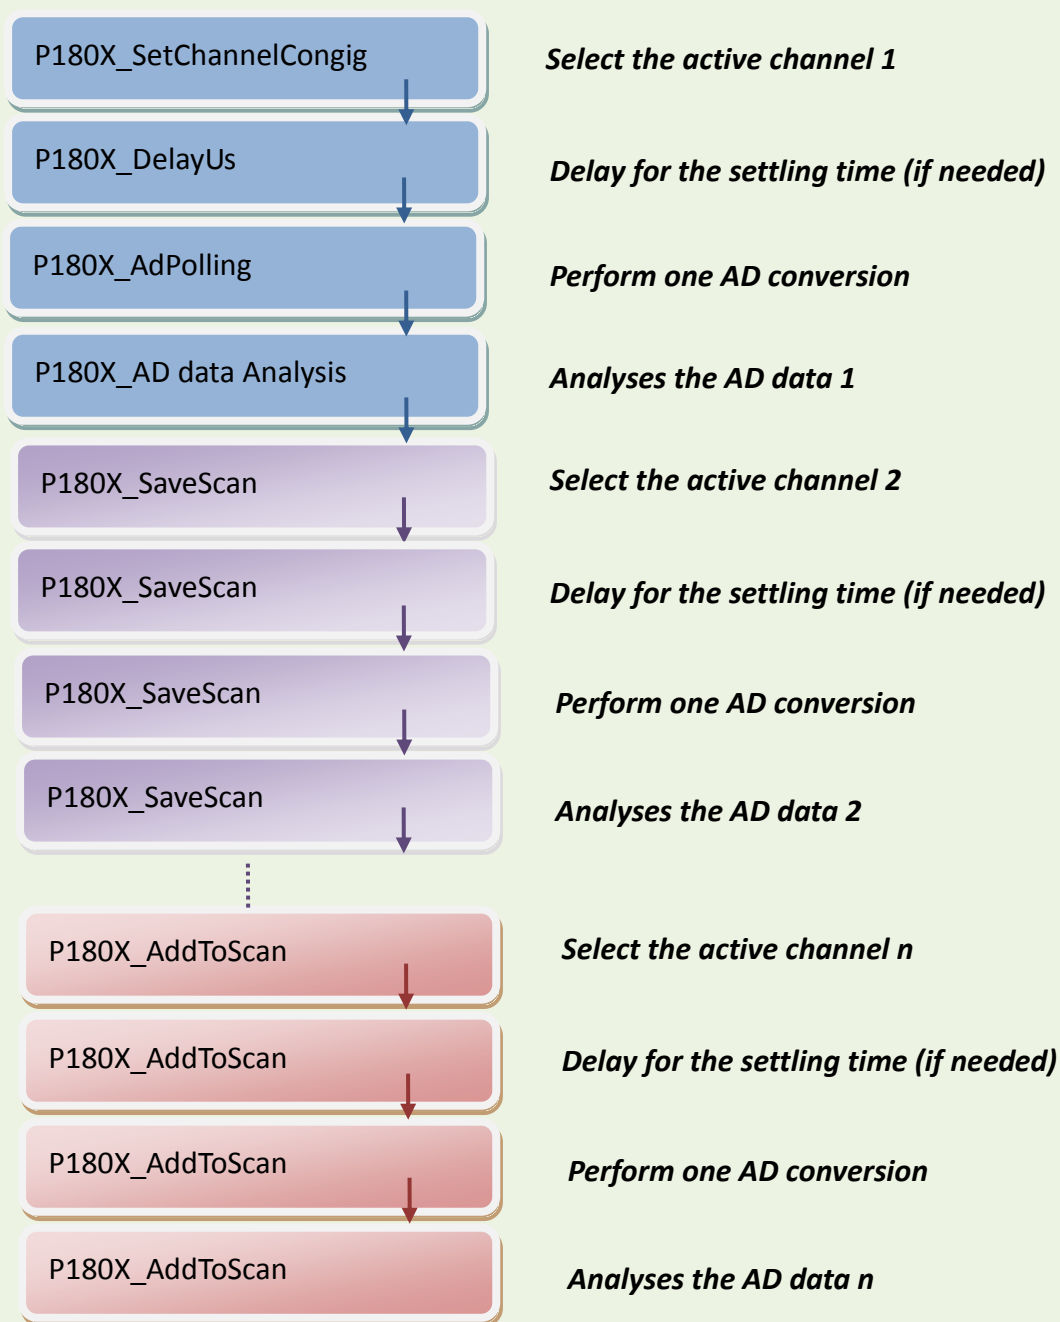 P180X_SetChannelCongig
Select the active channel 1
P180X_DelayUs
Delay for the settling time (if needed)
P180X_AdPolling
Perform one AD conversion
P180X_AD data Analysis
Analyses the AD data 1
P180X_SaveScan
Select the active channel 2
P180X_SaveScan
Delay for the settling time (if needed)
P180X_SaveScan
Perform one AD conversion
P180X_SaveScan
Analyses the AD data 2
P180X_AddToScan
Select the active channel n
P180X_AddToScan
Delay for the settling time (if needed)
P180X_AddToScan
Perform one AD conversion
P180X_AddToScan
Analyses the AD data n